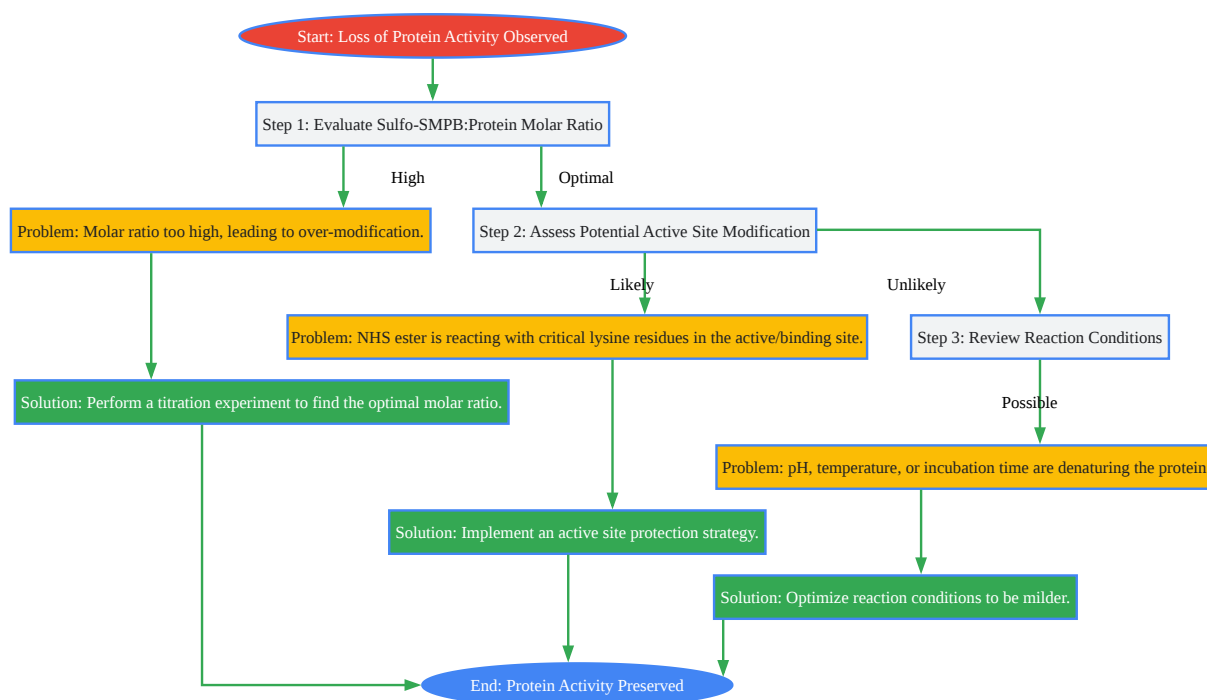 Start: Loss of Protein Activity Observed
Step 1: Evaluate Sulfo-SMPB:Protein Molar Ratio
High
Optimal
Problem: Molar ratio too high, leading to over-modification.
Step 2: Assess Potential Active Site Modification
Likely
Unlikely
Problem: NHS ester is reacting with critical lysine residues in the active/binding site.
Step 3: Review Reaction Conditions
Solution: Perform a titration experiment to find the optimal molar ratio.
Possible
Problem: pH, temperature, or incubation time are denaturing the protein
Solution: Implement an active site protection strategy.
Solution: Optimize reaction conditions to be milder.
End: Protein Activity Preserved